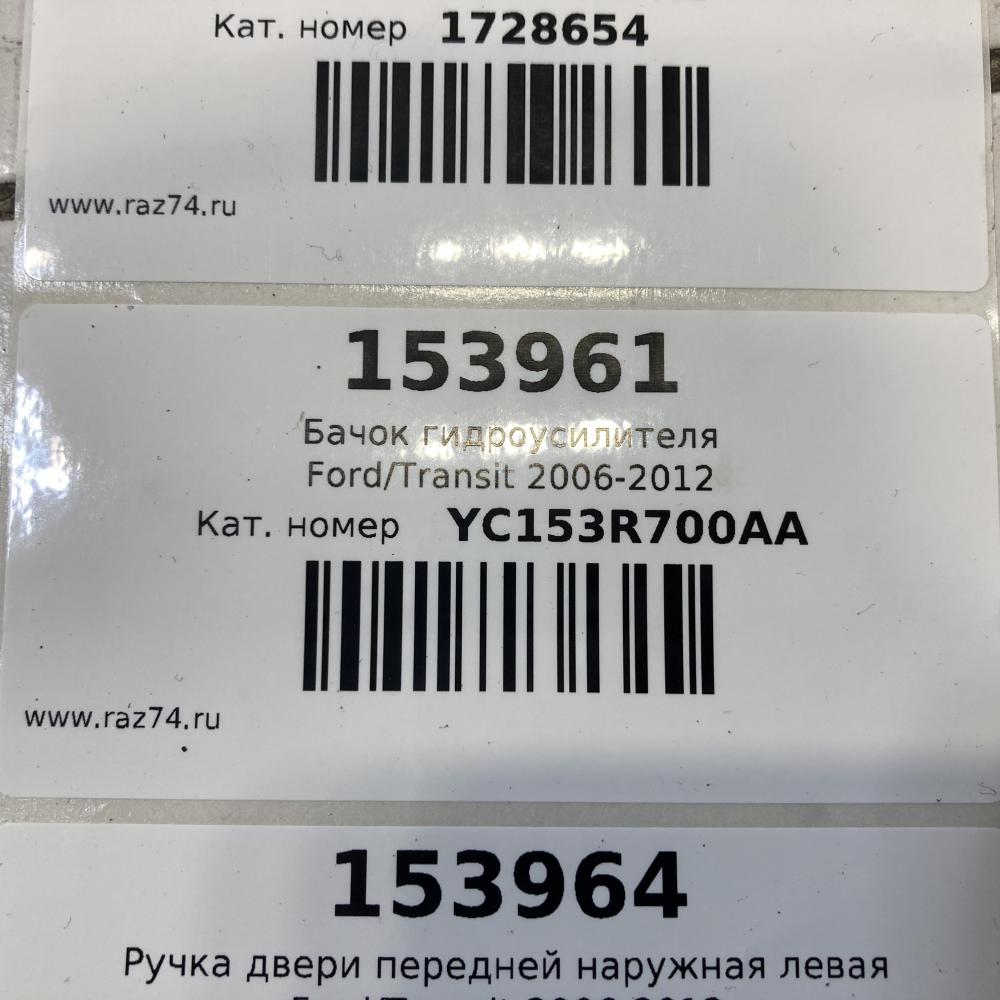 Кат. номер 1728654
www.raz74.ru
153961
Бачок гидроусилителя
Ford/Transit 2006-2012
Кат. номер YC153R700AA
www.raz74.ru
153964
Ручка двери передней наружная левая